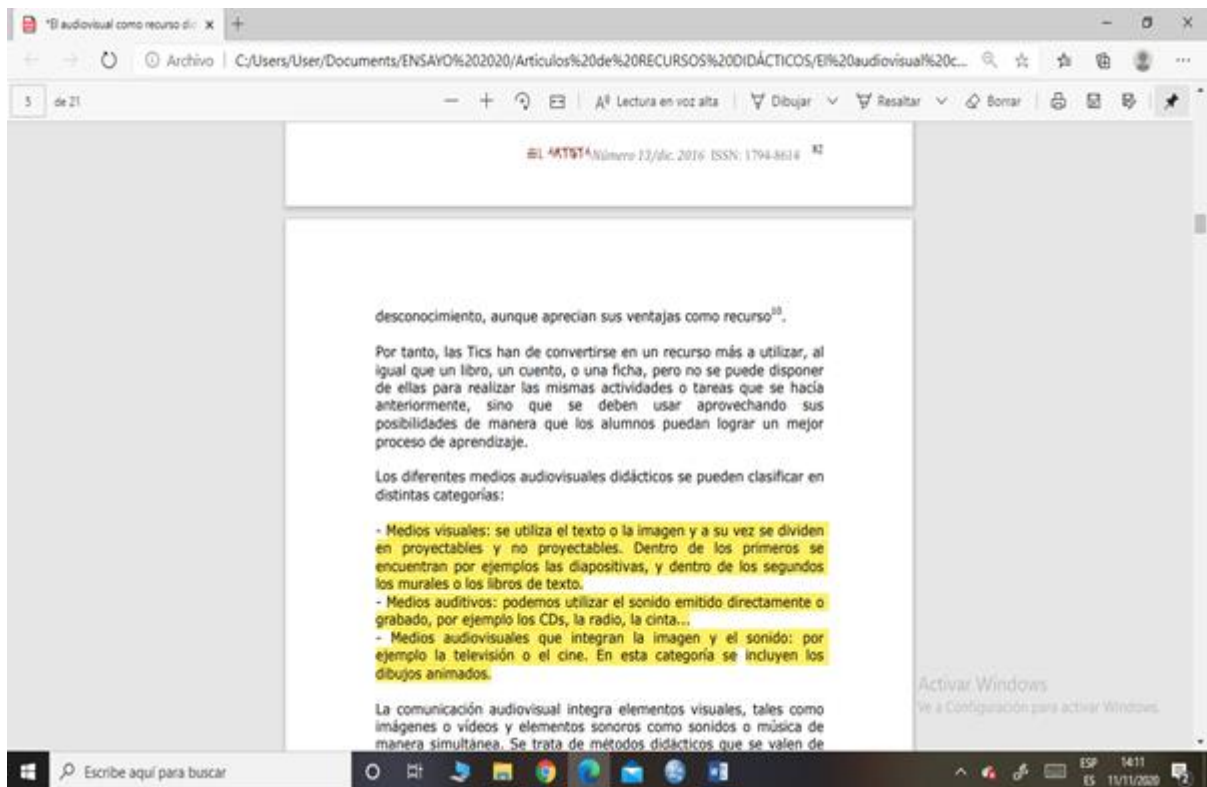 "El audiovisual como recurso di
Archivo
C:/Users/User/Documents/ENSAYO%202020/Articulos%20de%20RECURSOS%20DIDÁCTICOS/El%20audiovisual%20c...
5 de 21
Lectura en voz alta
Dibujar
Resaltar
Borrar
EL ARTISTA Número 13/dic. 2016 ISSN: 1794-8614 82
desconocimiento, aunque aprecian sus ventajas como recurso10.
Por tanto, las Tics han de convertirse en un recurso más a utilizar, al
igual que un libro, un cuento, o una ficha, pero no se puede disponer
de ellas para realizar las mismas actividades o tareas que se hacía
anteriormente, sino que se deben usar aprovechando sus
posibilidades de manera que los alumnos puedan lograr un mejor
proceso de aprendizaje.
Los diferentes medios audiovisuales didácticos se pueden clasificar en
distintas categorías:
- Medios visuales: se utiliza el texto o la imagen y a su vez se dividen
en proyectables y no proyectables. Dentro de los primeros se
encuentran por ejemplos las diapositivas, y dentro de los segundos
los murales o los libros de texto.
- Medios auditivos: podemos utilizar el sonido emitido directamente o
grabado, por ejemplo los CDs, la radio, la cinta...
- Medios audiovisuales que integran la imagen y el sonido: por
ejemplo la televisión o el cine. En esta categoría se incluyen los
dibujos animados.
La comunicación audiovisual integra elementos visuales, tales como
imágenes o vídeos y elementos sonoros como sonidos o música de
manera simultánea. Se trata de métodos didácticos que se valen de
Activar Windows
Ve a Configuración para activar Windows.
Escribe aquí para buscar
ESP 14:11
ES 11/11/2020